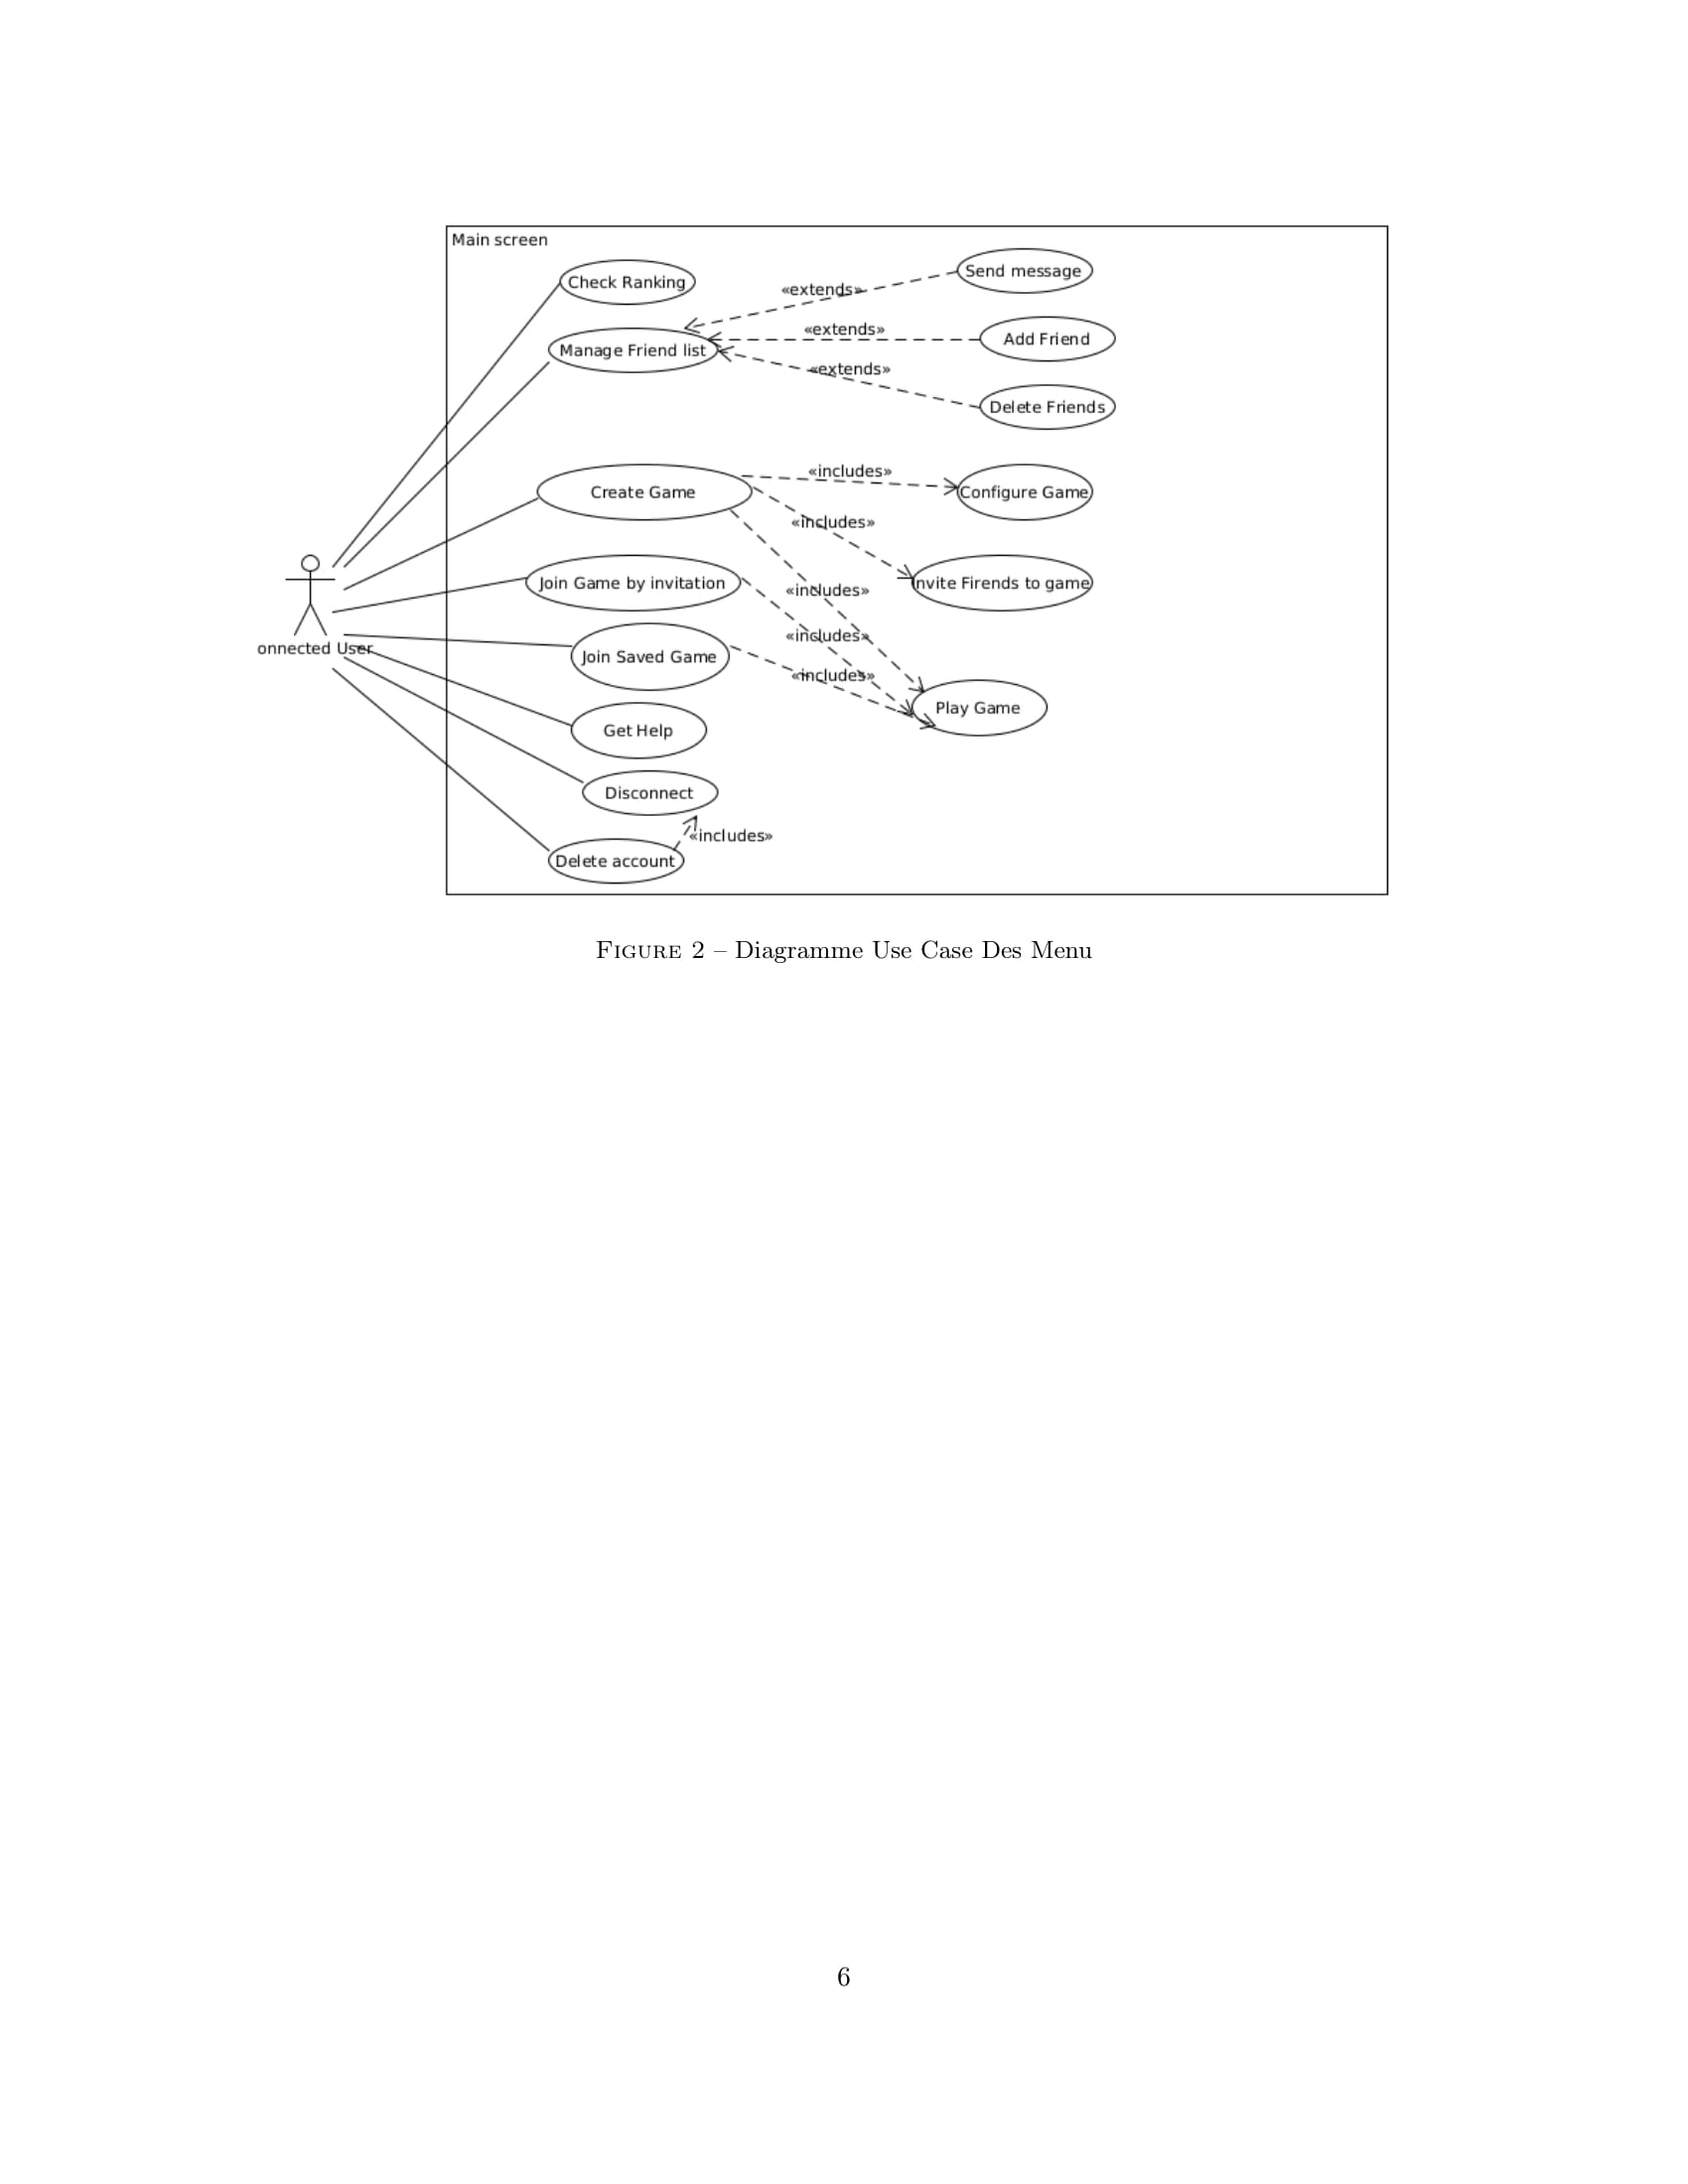 Main screen
Check Ranking
Send message
«extends»
Manage Friend list
«extends»
Add Friend
«extends»
Delete Friends
Create Game
«includes»
Configure Game
«includes»
Join Game by invitation
«includes»
nvite Firends to game
«includes»
onnected User
Join Saved Game
«includes»
Play Game
Get Help
Disconnect
«includes»
Delete account
FIGURE 2 – Diagramme Use Case Des Menu
6